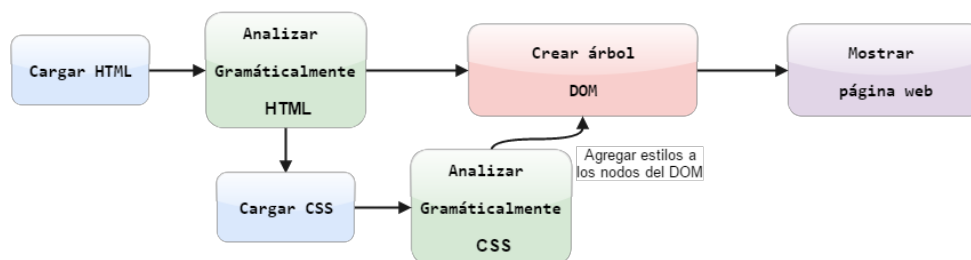 Cargar HTML
Analizar
Gramáticalmente
HTML
Crear árbol
DOM
Mostrar
página web
Cargar CSS
Analizar
Gramáticalmente
CSS
Agregar estilos a
los nodos del DOM